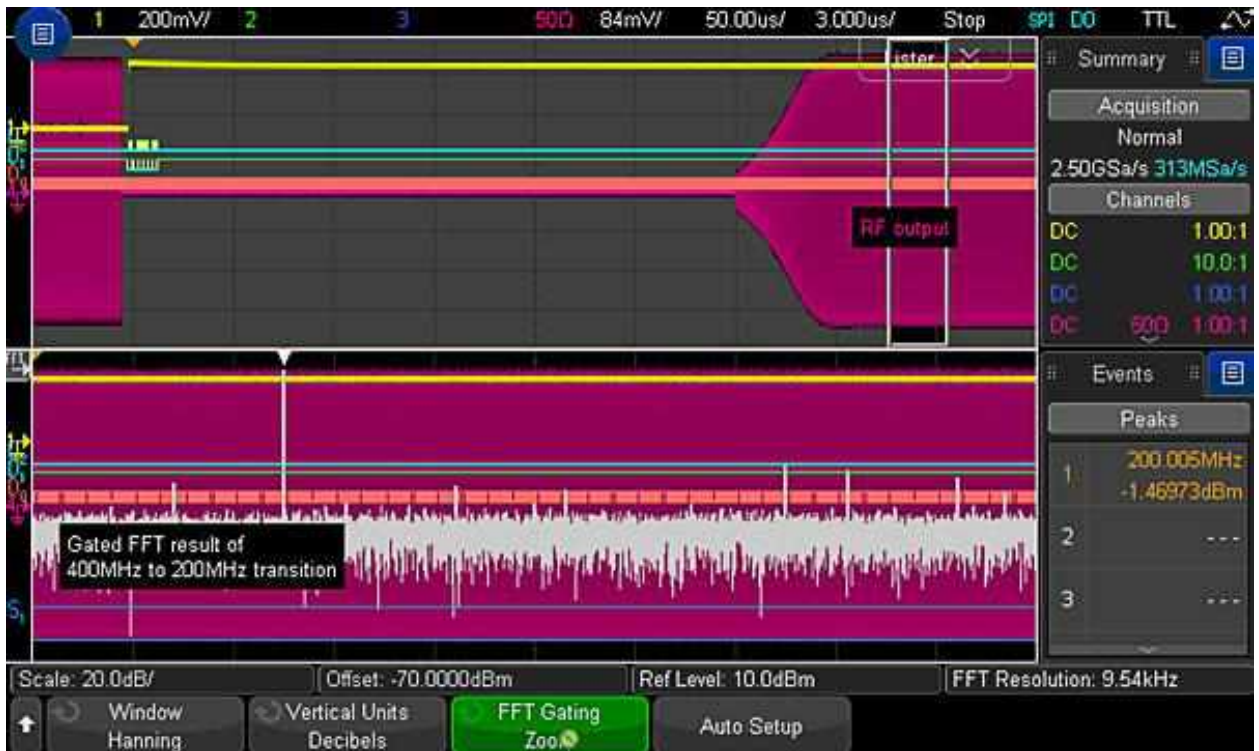 1 200mV/ 2 3 50Ω 84mV/ 50.00us/ 3.000us/ Stop SPI D0 TTL
Lister
RF output
Gated FFT result of
400MHz to 200MHz transition
Summary
Acquisition
Normal
2.50GSa/s 313MSa/s
Channels
DC 1.00:1
DC 10.0:1
DC 1.00:1
DC 50Ω 1.00:1
Events
Peaks
1 200.005MHz
-1.46973dBm
2 ---
3 ---
Scale: 20.0dB/ Offset: -70.0000dBm Ref Level: 10.0dBm FFT Resolution: 9.54kHz
Window
Hanning
Vertical Units
Decibels
FFT Gating
Auto Setup